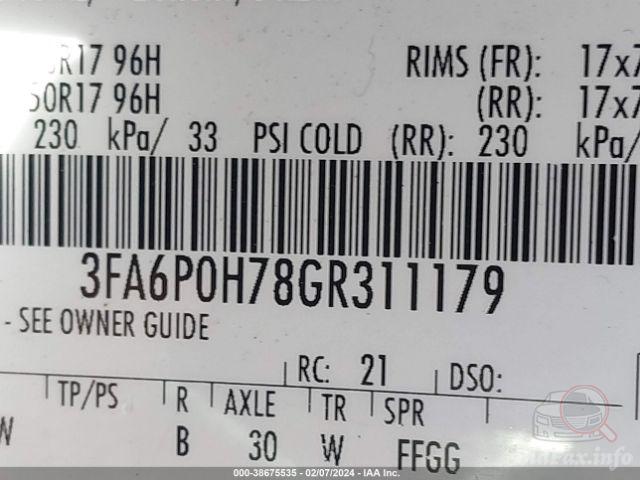 R17 96H RIMS (FR): 17x7
50R17 96H (RR): 17x7
230 kPa/ 33 PSI COLD (RR): 230 kPa/
3FA6P0H78GR311179
- SEE OWNER GUIDE
RC: 21 DSO:
TP/PS R AXLE TR SPR
B 30 W FFGG
000-38675535 - 02/07/2024 - IAA Inc.
BidFax.info